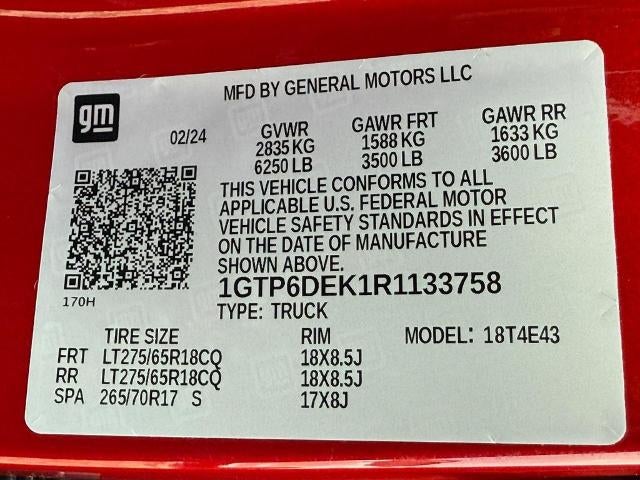 MFD BY GENERAL MOTORS LLC
gm
02/24
GVWR GAWR FRT GAWR RR
2835 KG 1588 KG 1633 KG
6250 LB 3500 LB 3600 LB
THIS VEHICLE CONFORMS TO ALL
APPLICABLE U.S. FEDERAL MOTOR
VEHICLE SAFETY STANDARDS IN EFFECT
ON THE DATE OF MANUFACTURE
SHOWN ABOVE.
170H
1GTP6DEK1R1133758
TYPE: TRUCK
TIRE SIZE RIM MODEL: 18T4E43
FRT LT275/65R18CQ 18X8.5J
RR LT275/65R18CQ 18X8.5J
SPA 265/70R17 S 17X8J